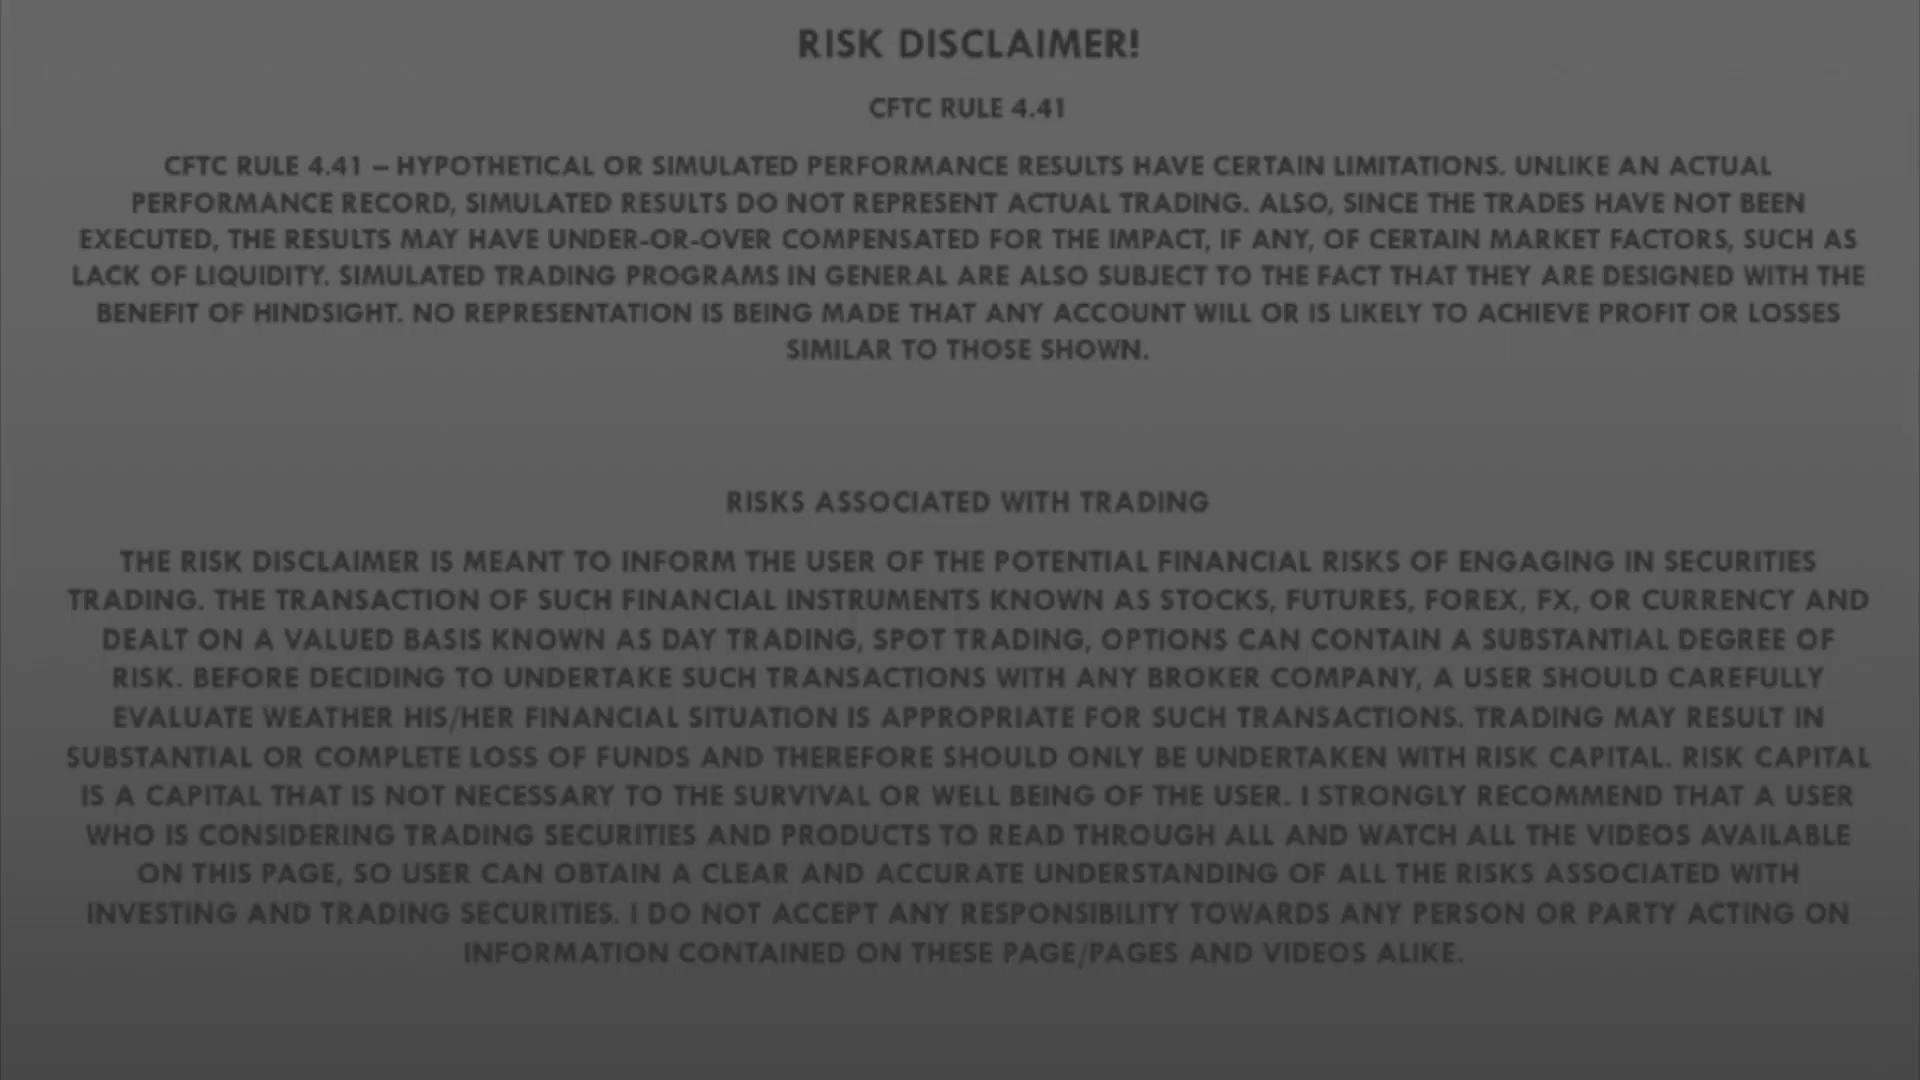 RISK DISCLAIMER!
CFTC RULE 4.41
CFTC RULE 4.41 – HYPOTHETICAL OR SIMULATED PERFORMANCE RESULTS HAVE CERTAIN LIMITATIONS. UNLIKE AN ACTUAL
PERFORMANCE RECORD, SIMULATED RESULTS DO NOT REPRESENT ACTUAL TRADING. ALSO, SINCE THE TRADES HAVE NOT BEEN
EXECUTED, THE RESULTS MAY HAVE UNDER-OR-OVER COMPENSATED FOR THE IMPACT, IF ANY, OF CERTAIN MARKET FACTORS, SUCH AS
LACK OF LIQUIDITY. SIMULATED TRADING PROGRAMS IN GENERAL ARE ALSO SUBJECT TO THE FACT THAT THEY ARE DESIGNED WITH THE
BENEFIT OF HINDSIGHT. NO REPRESENTATION IS BEING MADE THAT ANY ACCOUNT WILL OR IS LIKELY TO ACHIEVE PROFIT OR LOSSES
SIMILAR TO THOSE SHOWN.
RISKS ASSOCIATED WITH TRADING
THE RISK DISCLAIMER IS MEANT TO INFORM THE USER OF THE POTENTIAL FINANCIAL RISKS OF ENGAGING IN SECURITIES
TRADING. THE TRANSACTION OF SUCH FINANCIAL INSTRUMENTS KNOWN AS STOCKS, FUTURES, FOREX, FX, OR CURRENCY AND
DEALT ON A VALUED BASIS KNOWN AS DAY TRADING, SPOT TRADING, OPTIONS CAN CONTAIN A SUBSTANTIAL DEGREE OF
RISK. BEFORE DECIDING TO UNDERTAKE SUCH TRANSACTIONS WITH ANY BROKER COMPANY, A USER SHOULD CAREFULLY
EVALUATE WEATHER HIS/HER FINANCIAL SITUATION IS APPROPRIATE FOR SUCH TRANSACTIONS. TRADING MAY RESULT IN
SUBSTANTIAL OR COMPLETE LOSS OF FUNDS AND THEREFORE SHOULD ONLY BE UNDERTAKEN WITH RISK CAPITAL. RISK CAPITAL
IS A CAPITAL THAT IS NOT NECESSARY TO THE SURVIVAL OR WELL BEING OF THE USER. I STRONGLY RECOMMEND THAT A USER
WHO IS CONSIDERING TRADING SECURITIES AND PRODUCTS TO READ THROUGH ALL AND WATCH ALL THE VIDEOS AVAILABLE
ON THIS PAGE, SO USER CAN OBTAIN A CLEAR AND ACCURATE UNDERSTANDING OF ALL THE RISKS ASSOCIATED WITH
INVESTING AND TRADING SECURITIES. I DO NOT ACCEPT ANY RESPONSIBILITY TOWARDS ANY PERSON OR PARTY ACTING ON
INFORMATION CONTAINED ON THESE PAGE/PAGES AND VIDEOS ALIKE.